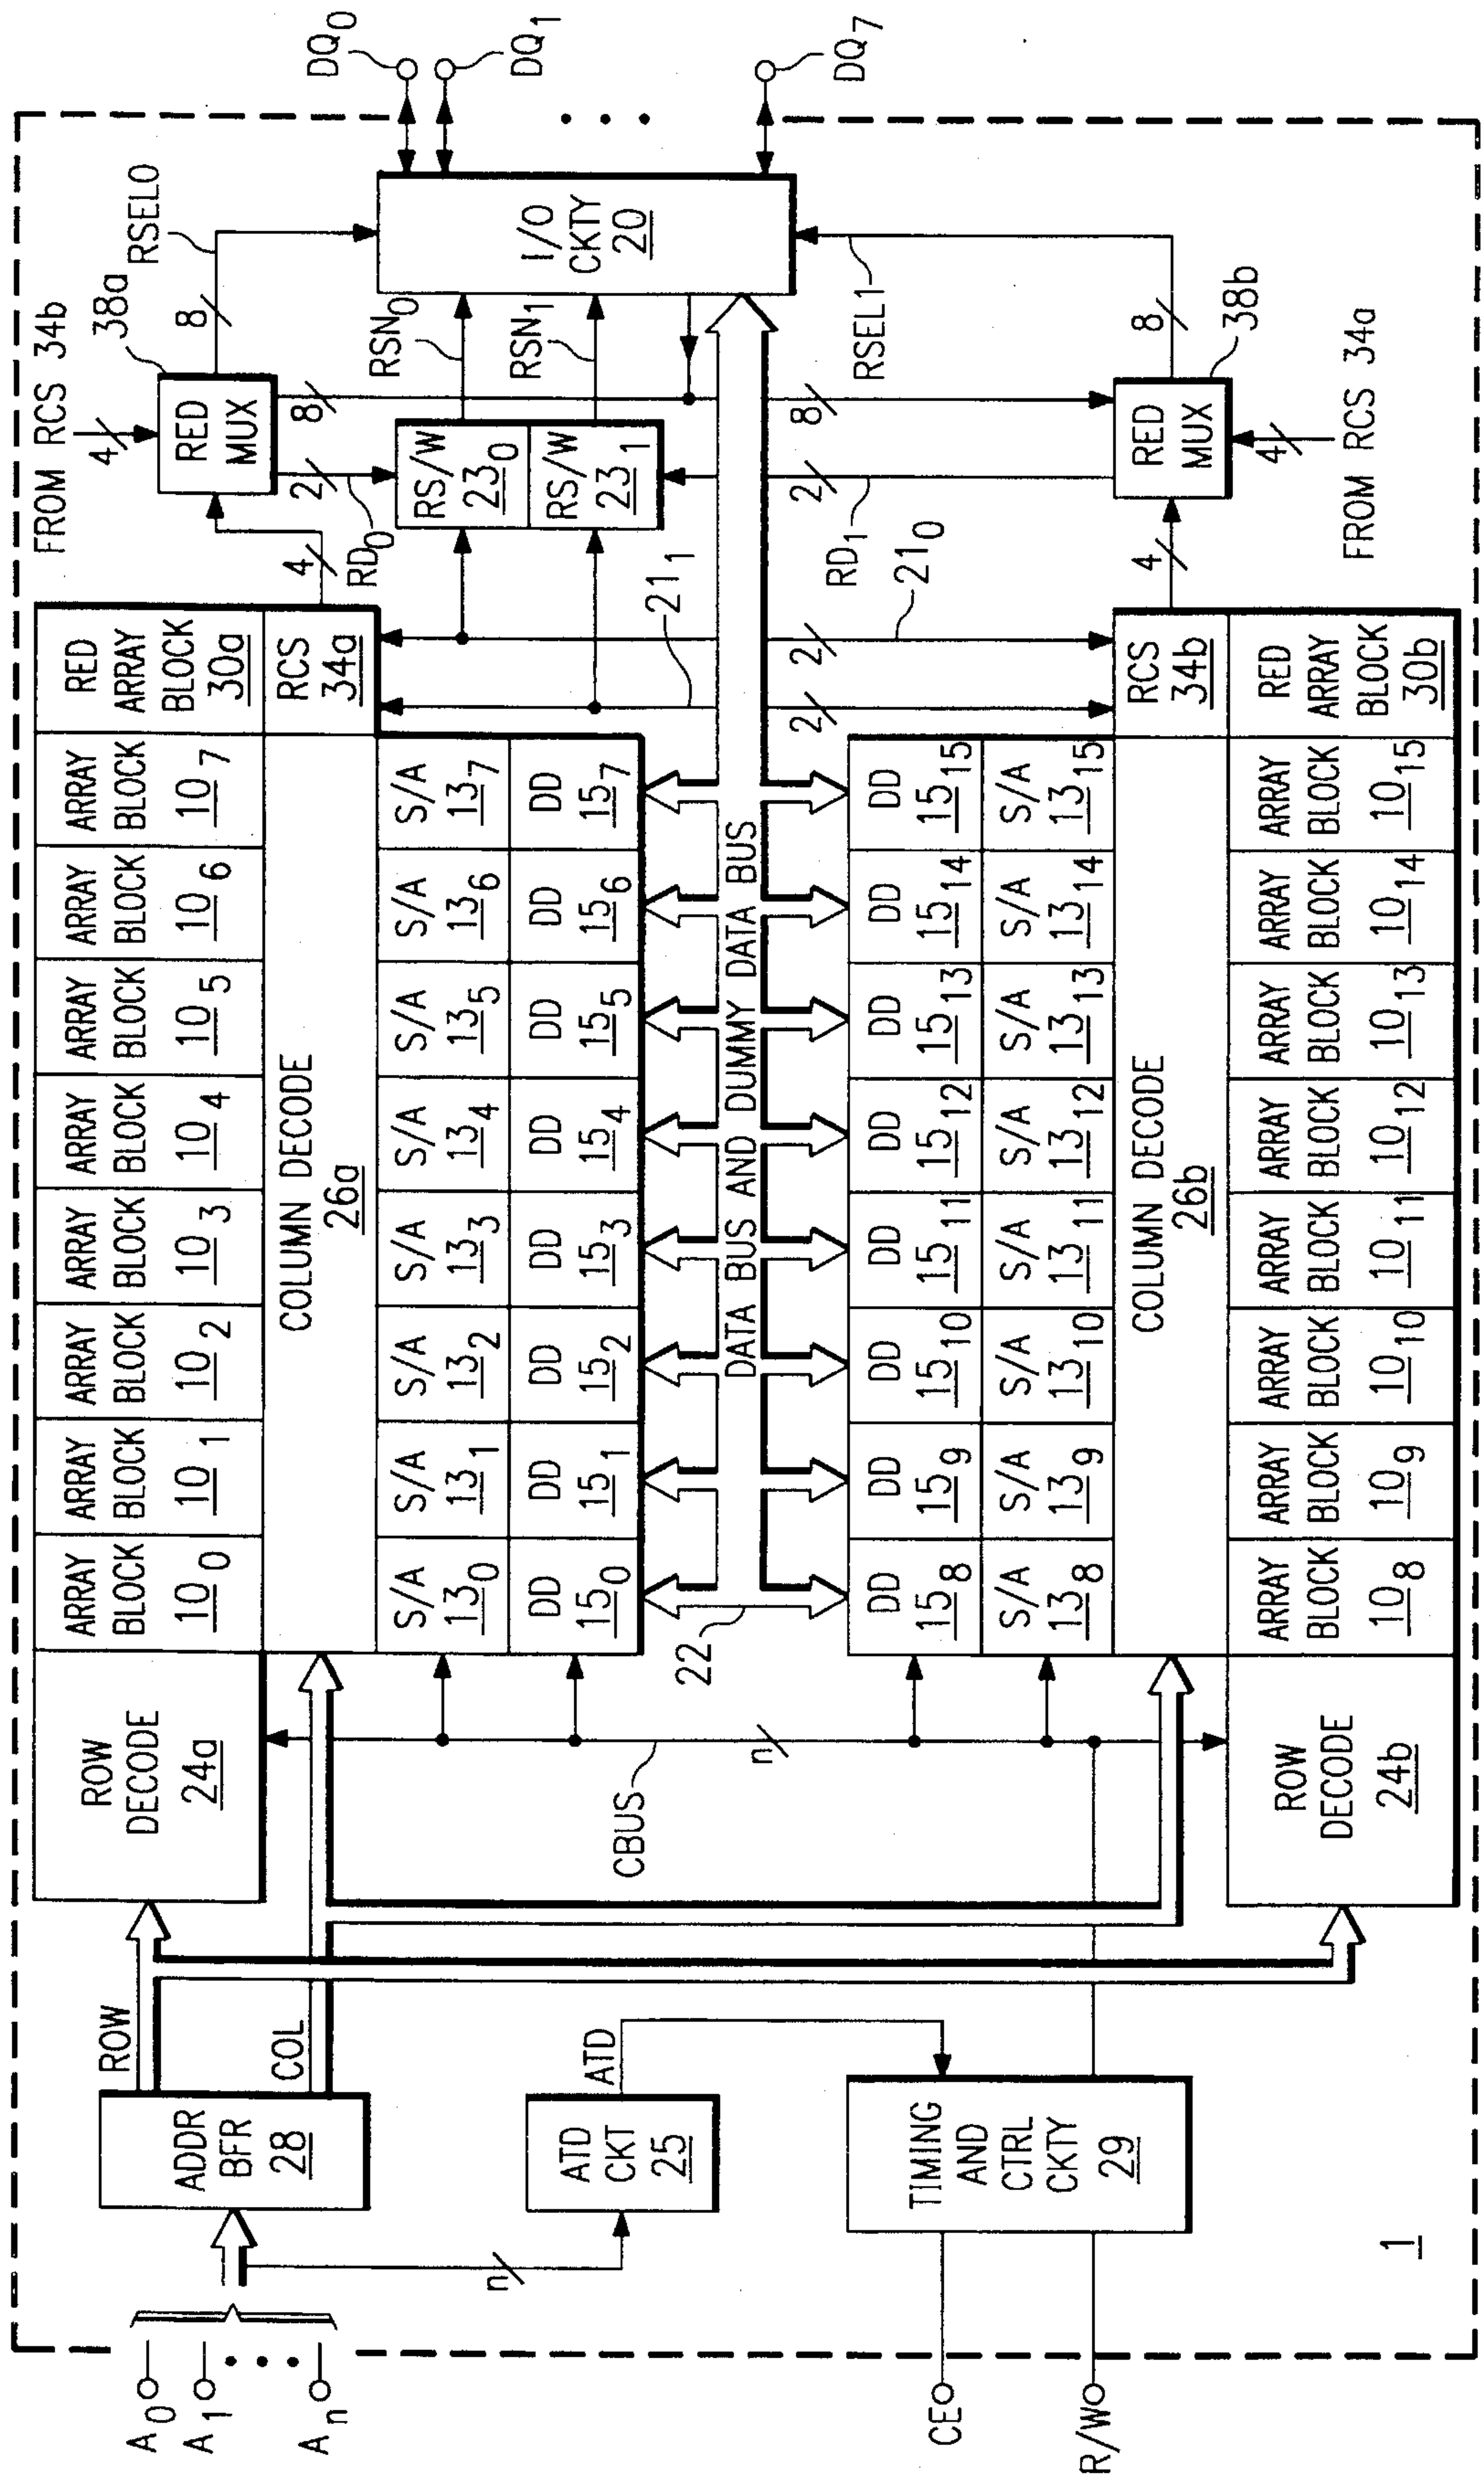 A0
A1
An
CE
R/W
ADDR
BFR
28
ROW
COL
n
ATD
CKT
25
ATD
TIMING
AND
CTRL
CKTY
29
1
ROW
DECODE
24a
ROW
DECODE
24b
CBUS
n
22
ARRAY
BLOCK
10 0
ARRAY
BLOCK
10 1
ARRAY
BLOCK
10 2
ARRAY
BLOCK
10 3
ARRAY
BLOCK
10 4
ARRAY
BLOCK
10 5
ARRAY
BLOCK
10 6
ARRAY
BLOCK
10 7
RED
ARRAY
BLOCK
30a
COLUMN DECODE
26a
RCS
34a
S/A
13 0
S/A
13 1
S/A
13 2
S/A
13 3
S/A
13 4
S/A
13 5
S/A
13 6
S/A
13 7
DD
15 0
DD
15 1
DD
15 2
DD
15 3
DD
15 4
DD
15 5
DD
15 6
DD
15 7
DATA BUS AND DUMMY DATA BUS
DD
15 8
DD
15 9
DD
15 10
DD
15 11
DD
15 12
DD
15 13
DD
15 14
DD
15 15
S/A
13 8
S/A
13 9
S/A
13 10
S/A
13 11
S/A
13 12
S/A
13 13
S/A
13 14
S/A
13 15
COLUMN DECODE
26b
RCS
34b
ARRAY
BLOCK
10 8
ARRAY
BLOCK
10 9
ARRAY
BLOCK
10 10
ARRAY
BLOCK
10 11
ARRAY
BLOCK
10 12
ARRAY
BLOCK
10 13
ARRAY
BLOCK
10 14
ARRAY
BLOCK
10 15
RED
ARRAY
BLOCK
30b
FROM RCS 34b
4
38a
RED
MUX
8
RSEL0
4
2
RD0
8
RS/W
23 0
RS/W
23 1
RSN0
RSN1
21 1
2
2
21 0
2
RD1
8
RSEL1
4
RED
MUX
8
38b
4
FROM RCS 34a
I/O
CKTY
20
DQ0
DQ1
DQ7